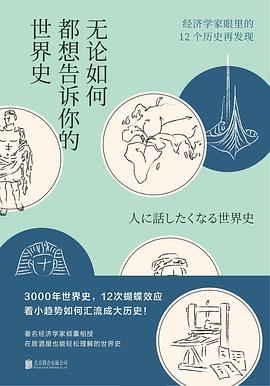 无论如何
都想告诉你的
世界史
经济学家眼里的
12 个历史再发现
人に話したくなる世界史
3000年世界史，12次蝴蝶效应
看小趋势如何汇流成大历史！
著名经济学家倾囊相授
在居酒屋也能轻松理解的世界史
北京联合出版公司